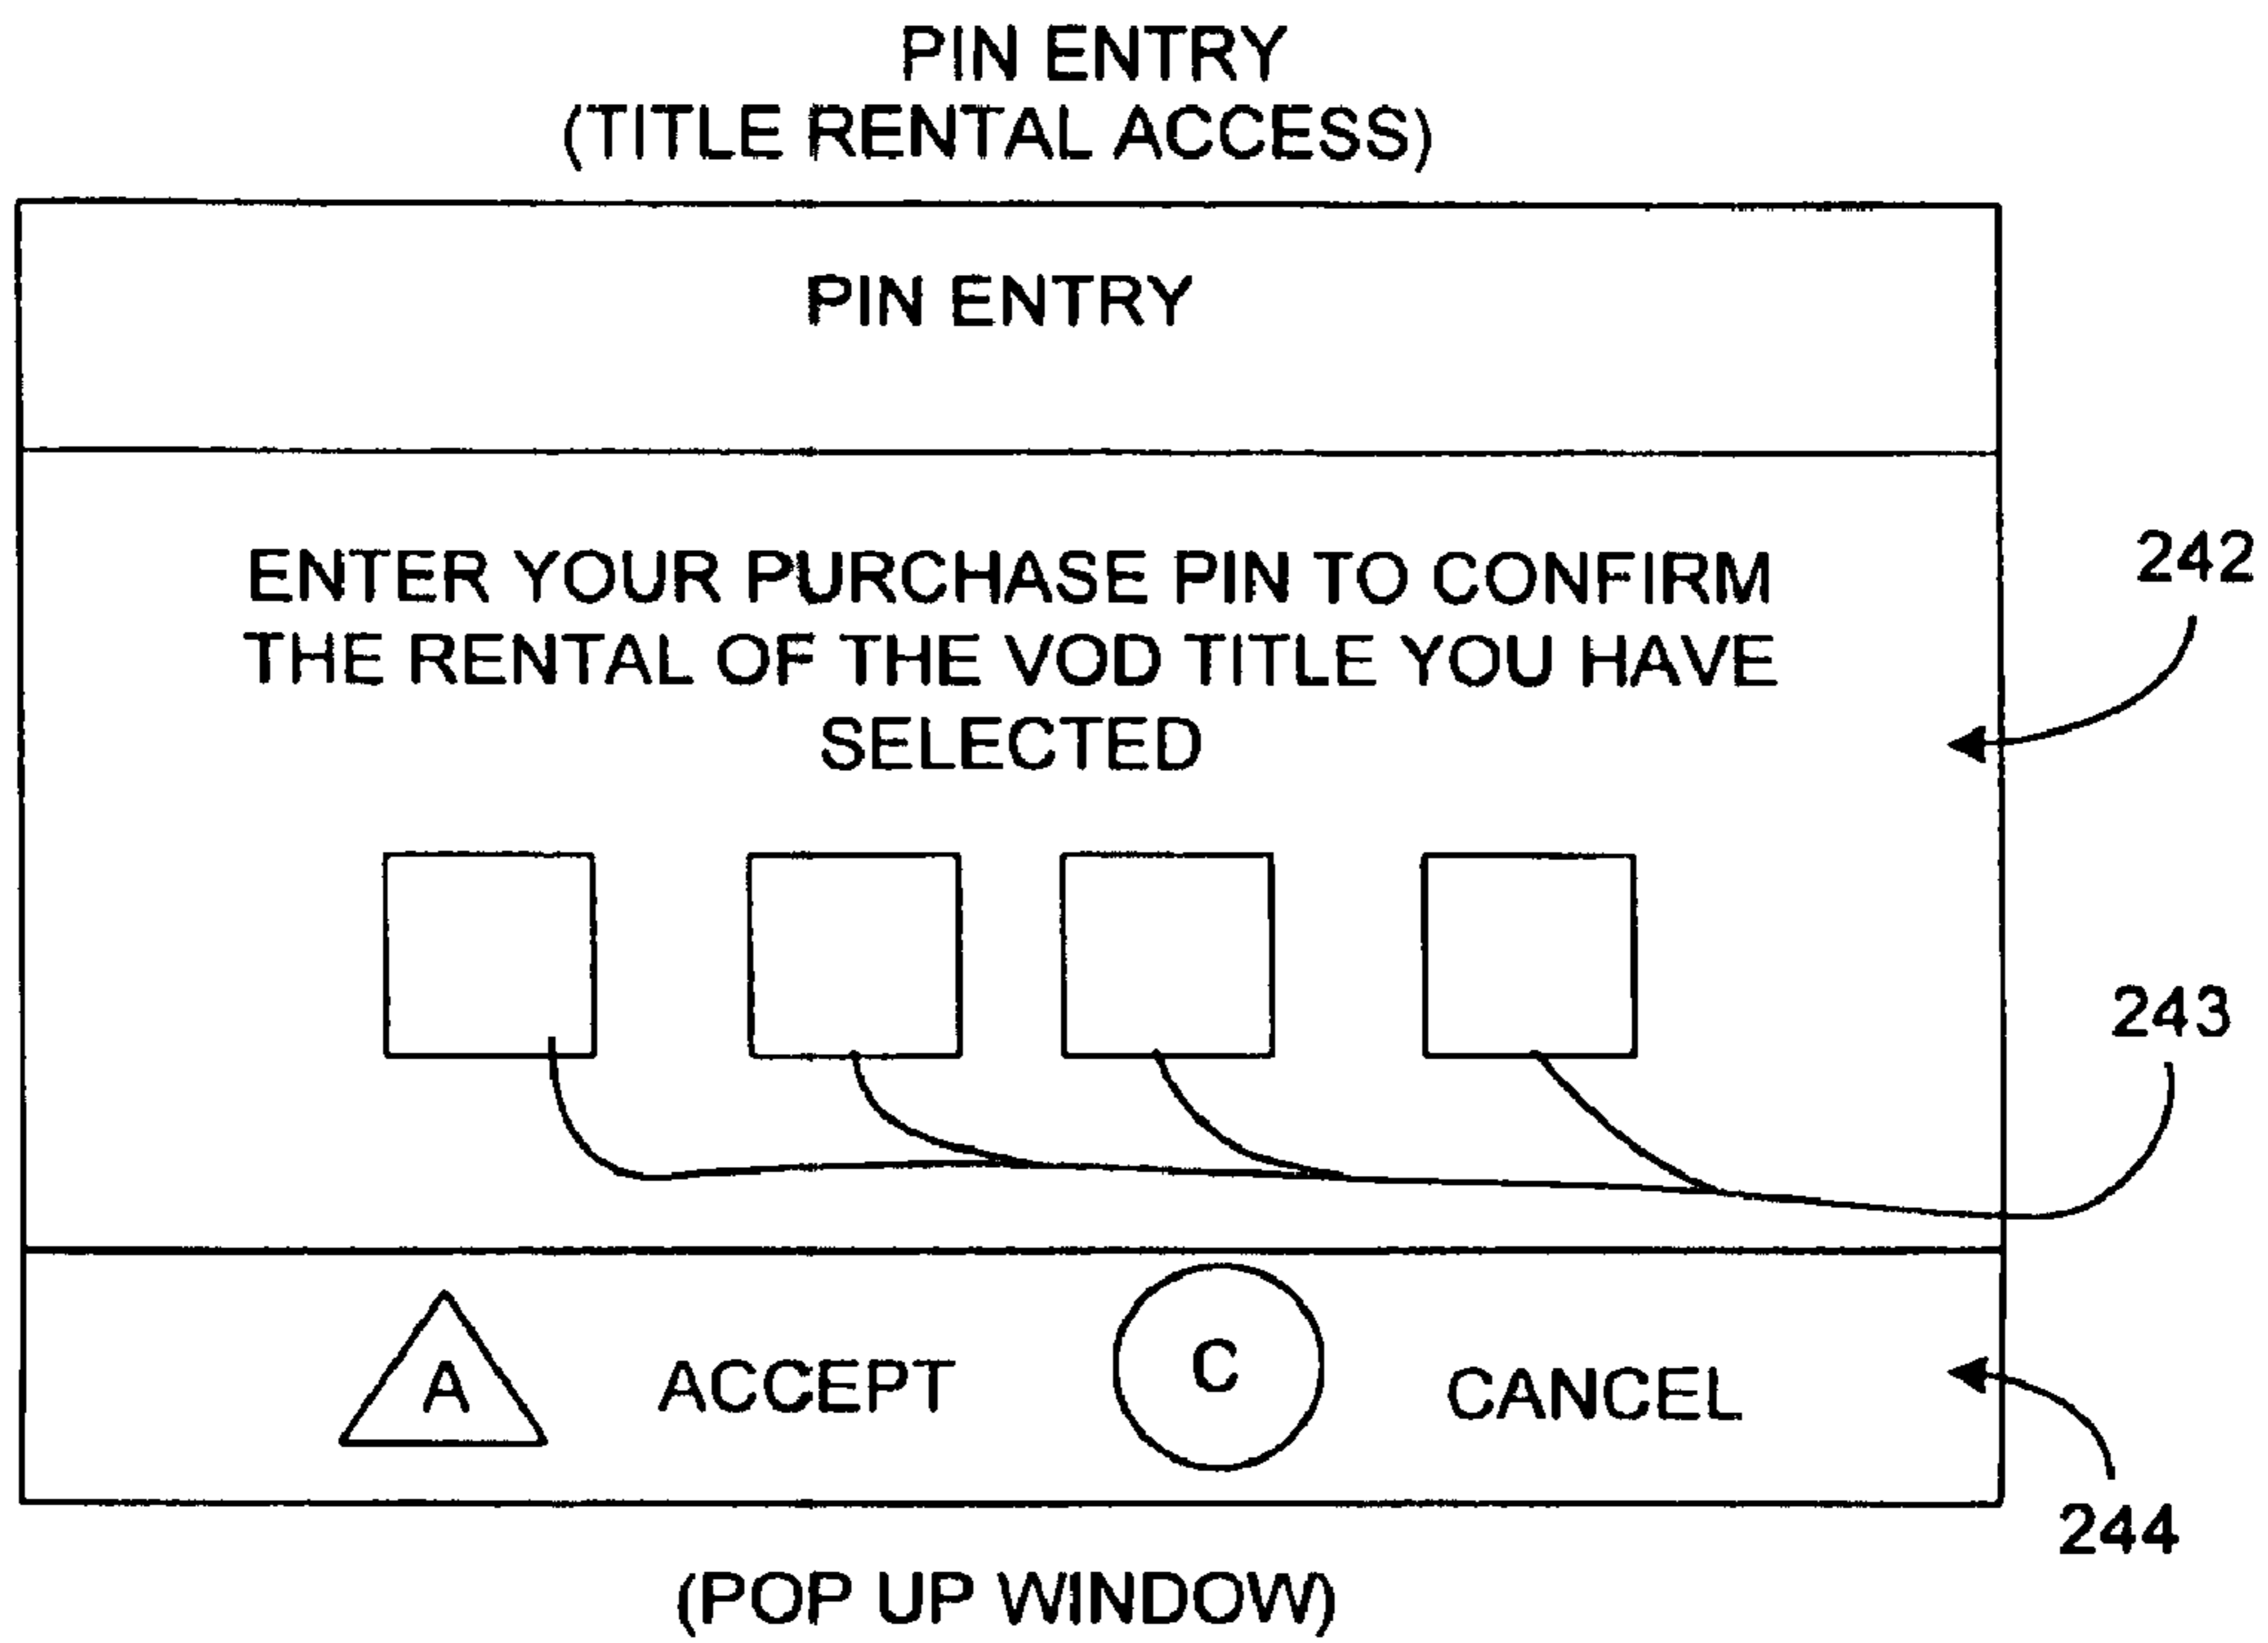 PIN ENTRY
(TITLE RENTAL ACCESS)
PIN ENTRY
ENTER YOUR PURCHASE PIN TO CONFIRM
THE RENTAL OF THE VOD TITLE YOU HAVE
SELECTED
242
243
A ACCEPT C CANCEL
244
(POP UP WINDOW)